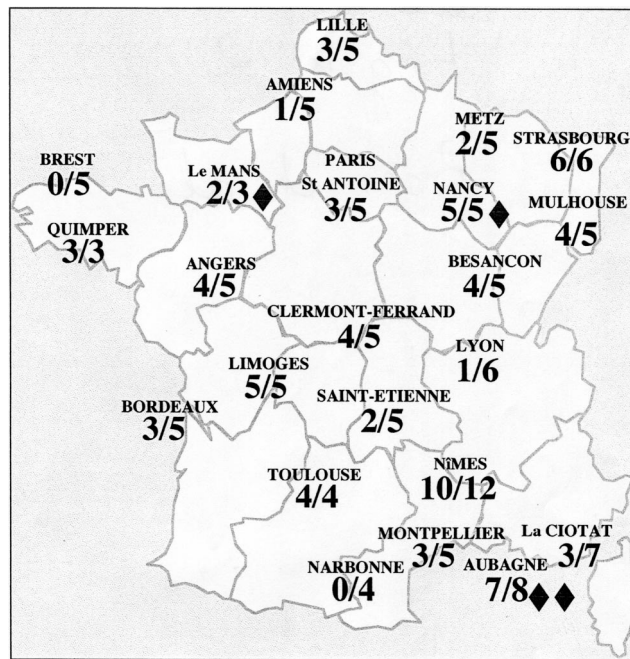 LILLE
3/5
AMIENS
1/5
METZ
2/5
STRASBOURG
6/6
BREST
0/5
Le MANS
2/3
PARIS
St ANTOINE
3/5
NANCY
5/5
MULHOUSE
4/5
QUIMPER
3/3
ANGERS
4/5
BESANCON
4/5
CLERMONT-FERRAND
4/5
LYON
1/6
LIMOGES
5/5
SAINT-ETIENNE
2/5
BORDEAUX
3/5
TOULOUSE
4/4
NîMES
10/12
MONTPELLIER
3/5
La CIOTAT
3/7
NARBONNE
0/4
AUBAGNE
7/8